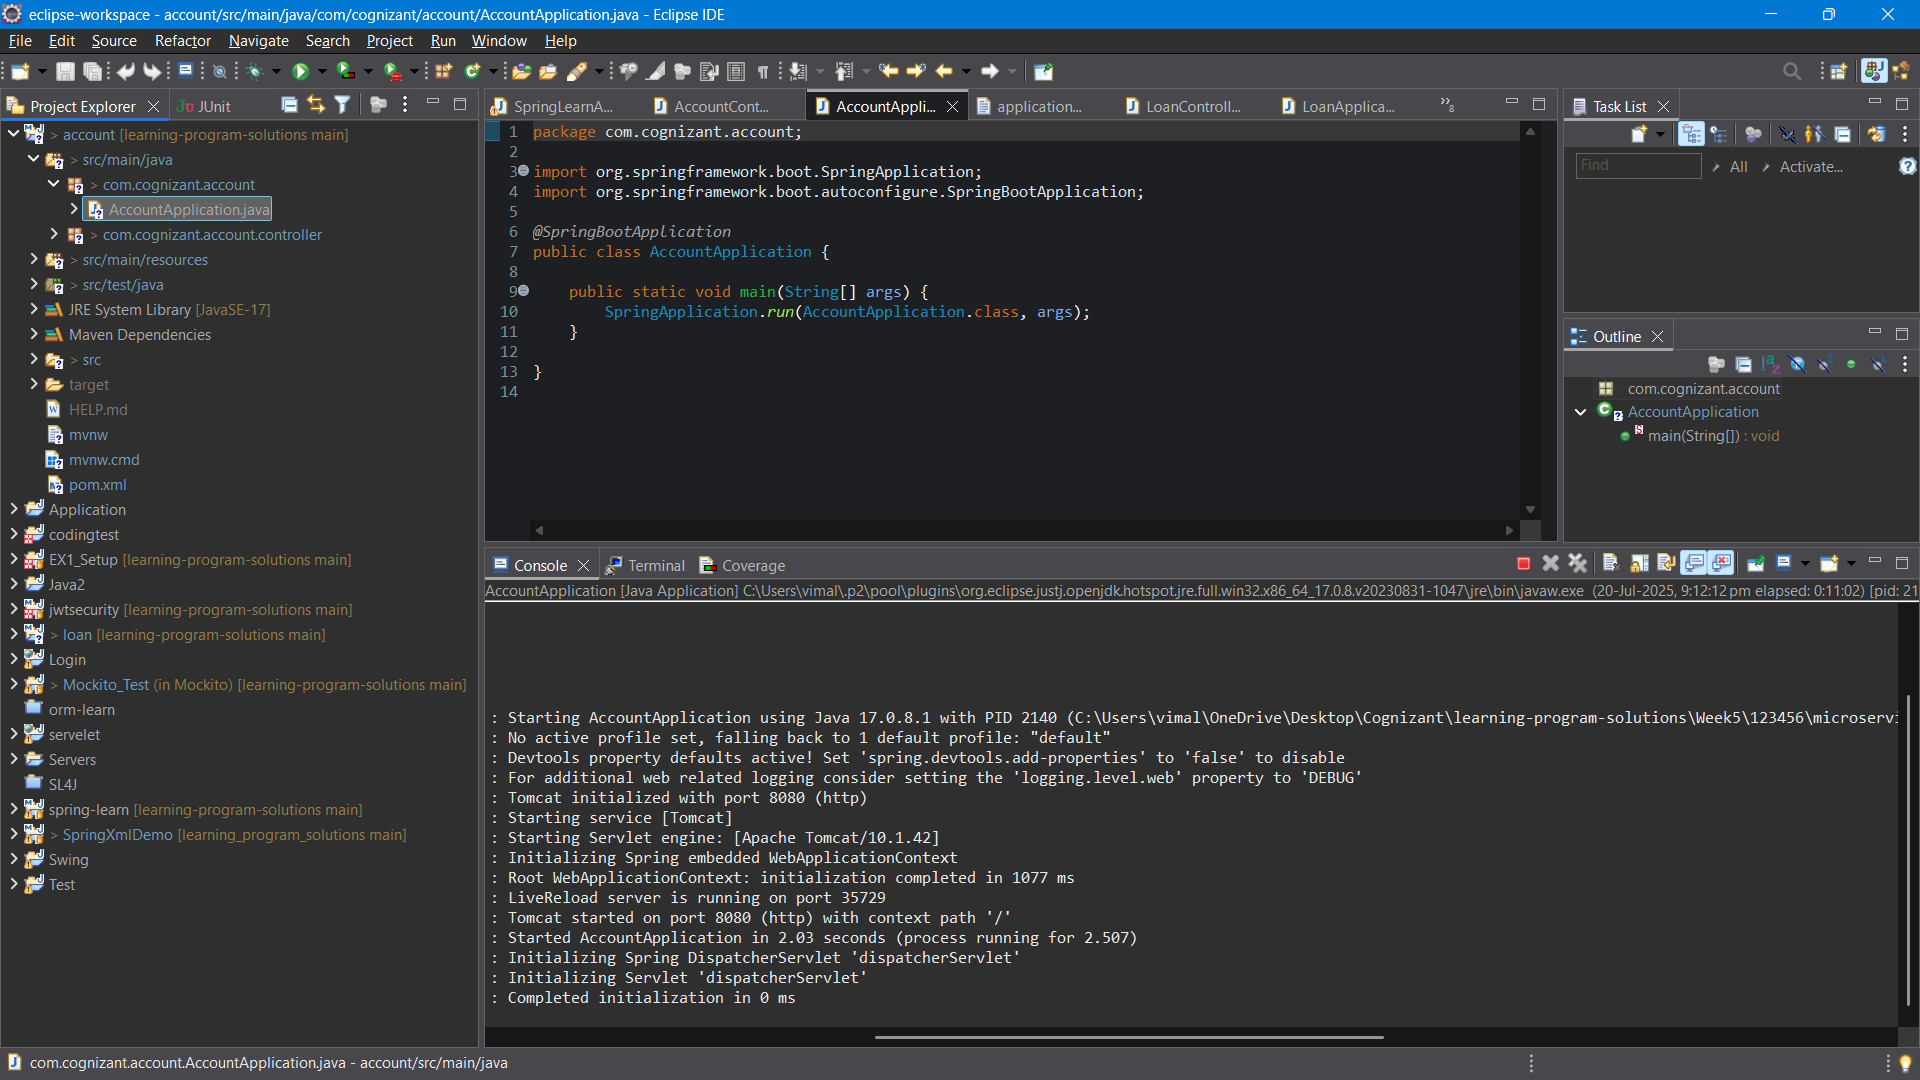 eclipse-workspace - account/src/main/java/com/cognizant/account/AccountApplication.java - Eclipse IDE
File Edit Source Refactor Navigate Search Project Run Window Help
Project Explorer
JUnit
> account [learning-program-solutions main]
> src/main/java
> com.cognizant.account
AccountApplication.java
> com.cognizant.account.controller
> src/main/resources
> src/test/java
JRE System Library [JavaSE-17]
Maven Dependencies
> src
target
HELP.md
mvnw
mvnw.cmd
pom.xml
Application
codingtest
EX1_Setup [learning-program-solutions main]
Java2
jwtsecurity [learning-program-solutions main]
> loan [learning-program-solutions main]
Login
> Mockito_Test (in Mockito) [learning-program-solutions main]
orm-learn
servelet
Servers
SL4J
spring-learn [learning-program-solutions main]
> SpringXmlDemo [learning_program_solutions main]
Swing
Test
SpringLearnA... AccountCont... AccountAppli... application... LoanControll... LoanApplica... »8
1 package com.cognizant.account;
2
3 import org.springframework.boot.SpringApplication;
4 import org.springframework.boot.autoconfigure.SpringBootApplication;
5
6 @SpringBootApplication
7 public class AccountApplication {
8
9 public static void main(String[] args) {
10 SpringApplication.run(AccountApplication.class, args);
11 }
12
13 }
14
Task List
Find All Activate...
Outline
com.cognizant.account
AccountApplication
main(String[]) : void
Console Terminal Coverage
AccountApplication [Java Application] C:\Users\vimal\.p2\pool\plugins\org.eclipse.justj.openjdk.hotspot.jre.full.win32.x86_64_17.0.8.v20230831-1047\jre\bin\javaw.exe (20-Jul-2025, 9:12:12 pm elapsed: 0:11:02) [pid: 21
: Starting AccountApplication using Java 17.0.8.1 with PID 2140 (C:\Users\vimal\OneDrive\Desktop\Cognizant\learning-program-solutions\Week5\123456\microservi
: No active profile set, falling back to 1 default profile: "default"
: Devtools property defaults active! Set 'spring.devtools.add-properties' to 'false' to disable
: For additional web related logging consider setting the 'logging.level.web' property to 'DEBUG'
: Tomcat initialized with port 8080 (http)
: Starting service [Tomcat]
: Starting Servlet engine: [Apache Tomcat/10.1.42]
: Initializing Spring embedded WebApplicationContext
: Root WebApplicationContext: initialization completed in 1077 ms
: LiveReload server is running on port 35729
: Tomcat started on port 8080 (http) with context path '/'
: Started AccountApplication in 2.03 seconds (process running for 2.507)
: Initializing Spring DispatcherServlet 'dispatcherServlet'
: Initializing Servlet 'dispatcherServlet'
: Completed initialization in 0 ms
com.cognizant.account.AccountApplication.java - account/src/main/java